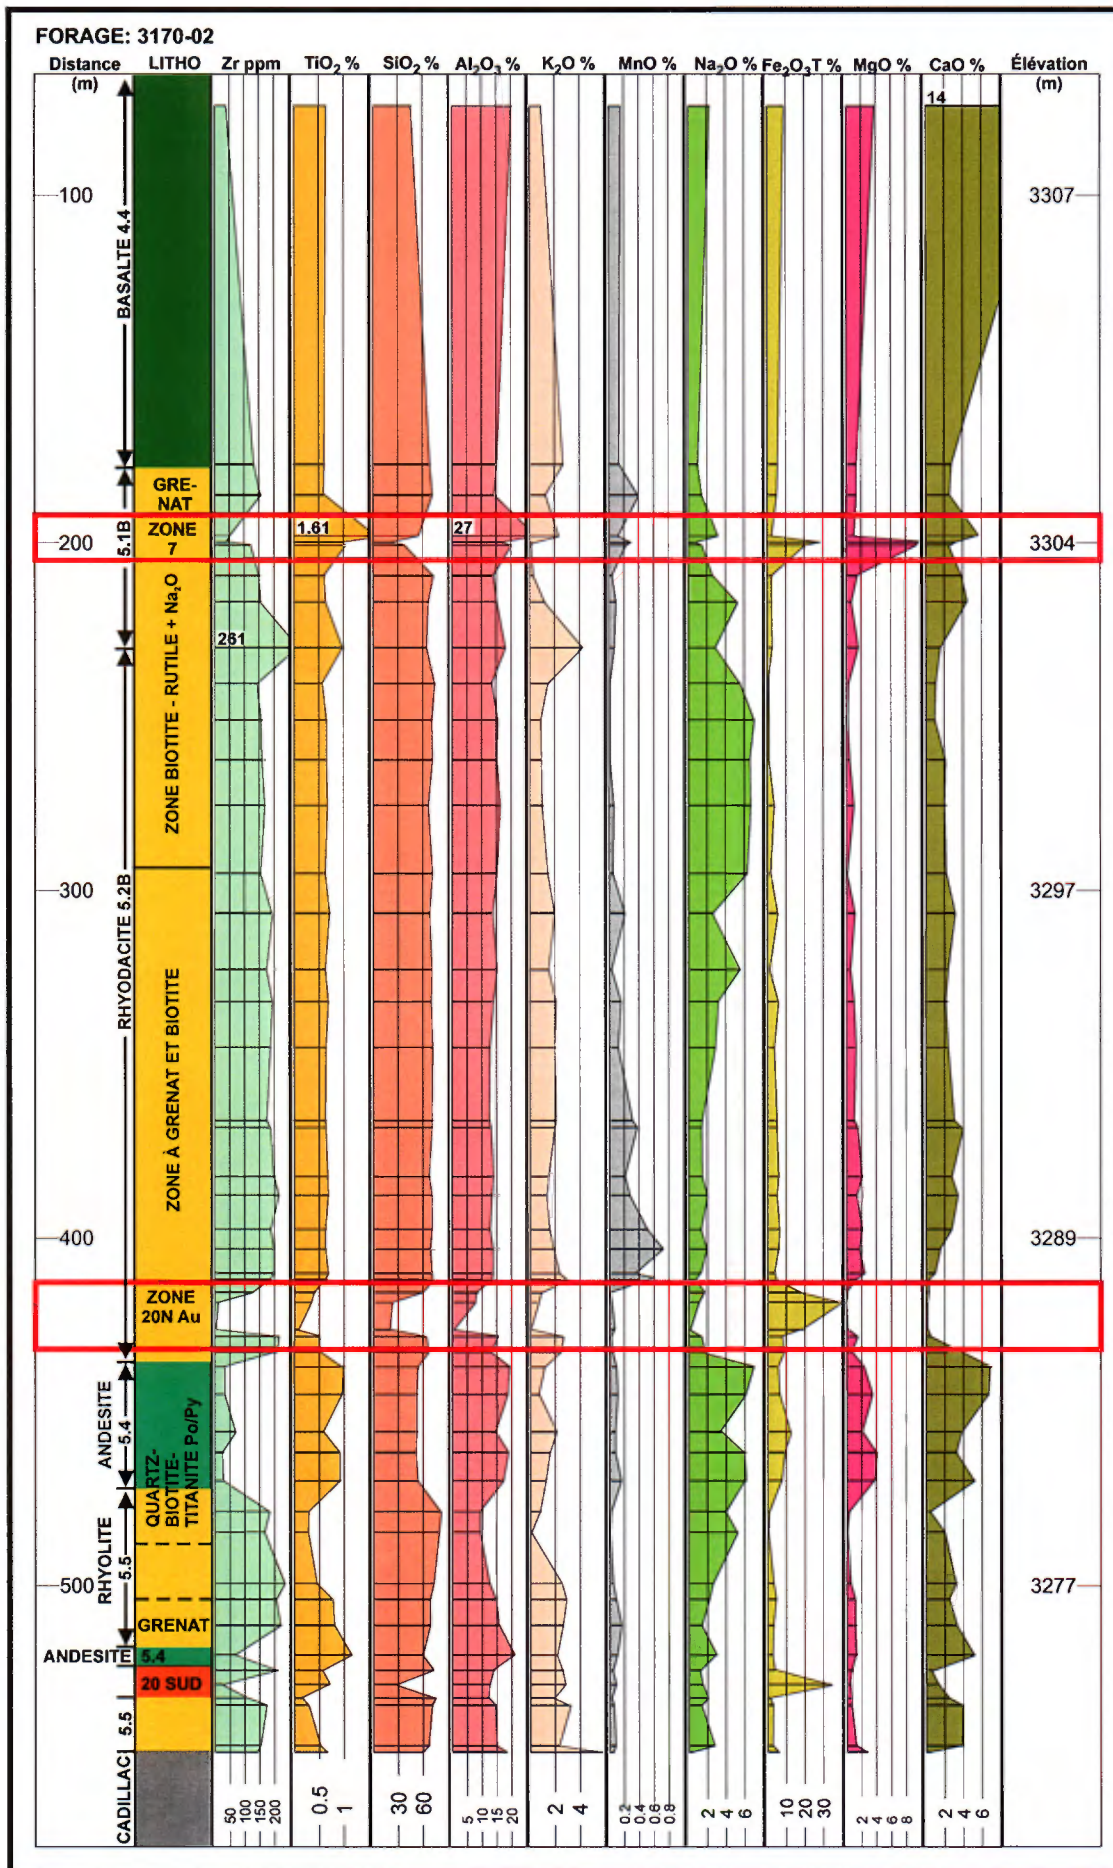 FORAGE: 3170-02
Distance (m) LITHO Zr ppm TiO₂ % SiO₂ % Al₂O₃ % K₂O % MnO % Na₂O % Fe₂O₃T % MgO % CaO % Élévation (m)
14
100 3307
BASALTE 4.4
GRE-
NAT
5.1B
ZONE
7
1.61 27
200 3304
ZONE BIOTITE - RUTILE + Na₂O
261
300 3297
RHYODACITE 5.2B
ZONE À GRENAT ET BIOTITE
400 3289
ZONE
20N Au
ANDESITE
5.4
QUARTZ-
BIOTITE-
TITANITE Po/Py
RHYOLITE
5.5
500 3277
GRENAT
ANDESITE 5.4
20 SUD
5.5
CADILLAC
50 100 150 200 0.5 1 30 60 5 10 15 20 2 4 0.2 0.4 0.6 0.8 2 4 6 10 20 30 2 4 6 8 2 4 6